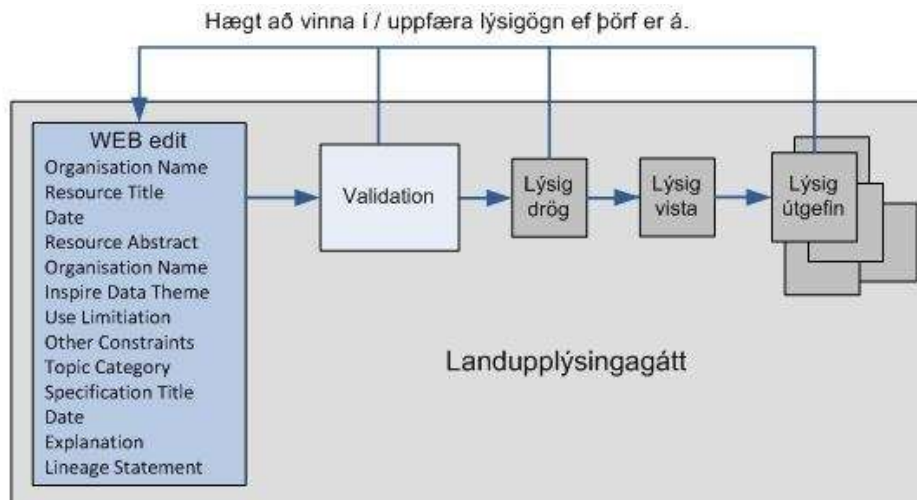 Hægt að vinna í / uppfæra lýsigögn ef þörf er á.
WEB edit
Organisation Name
Resource Title
Date
Resource Abstract
Organisation Name
Inspire Data Theme
Use Limitiation
Other Constraints
Topic Category
Specification Title
Date
Explanation
Lineage Statement
Validation
Lýsig
drög
Lýsig
vista
Lýsig
útgefin
Landupplýsingagátt